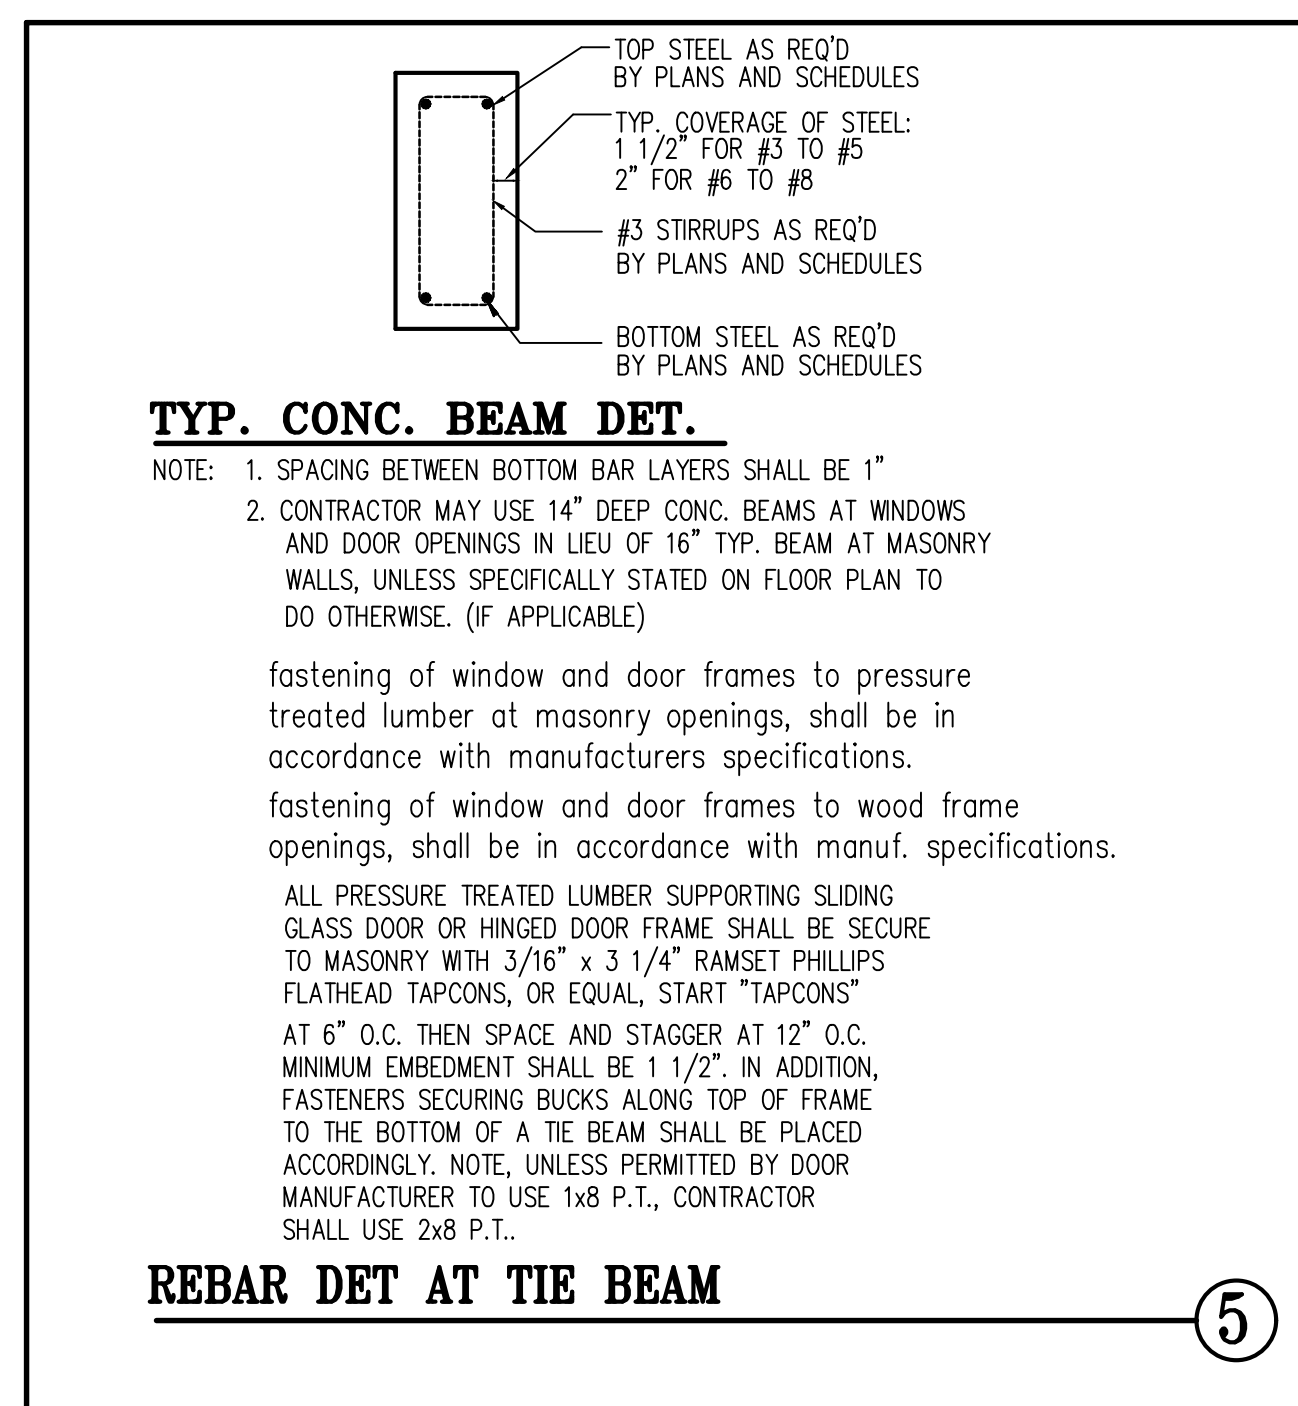 TOP STEEL AS REQ'D
BY PLANS AND SCHEDULES
TYP. COVERAGE OF STEEL:
1 1/2" FOR #3 TO #5
2" FOR #6 TO #8
#3 STIRRUPS AS REQ'D
BY PLANS AND SCHEDULES
BOTTOM STEEL AS REQ'D
BY PLANS AND SCHEDULES
TYP. CONC. BEAM DET.
NOTE: 1. SPACING BETWEEN BOTTOM BAR LAYERS SHALL BE 1"
2. CONTRACTOR MAY USE 14" DEEP CONC. BEAMS AT WINDOWS
AND DOOR OPENINGS IN LIEU OF 16" TYP. BEAM AT MASONRY
WALLS, UNLESS SPECIFICALLY STATED ON FLOOR PLAN TO
DO OTHERWISE. (IF APPLICABLE)
fastening of window and door frames to pressure
treated lumber at masonry openings, shall be in
accordance with manufacturers specifications.
fastening of window and door frames to wood frame
openings, shall be in accordance with manuf. specifications.
ALL PRESSURE TREATED LUMBER SUPPORTING SLIDING
GLASS DOOR OR HINGED DOOR FRAME SHALL BE SECURE
TO MASONRY WITH 3/16" x 3 1/4" RAMSET PHILLIPS
FLATHEAD TAPCONS, OR EQUAL, START "TAPCONS"
AT 6" O.C. THEN SPACE AND STAGGER AT 12" O.C.
MINIMUM EMBEDMENT SHALL BE 1 1/2". IN ADDITION,
FASTENERS SECURING BUCKS ALONG TOP OF FRAME
TO THE BOTTOM OF A TIE BEAM SHALL BE PLACED
ACCORDINGLY. NOTE, UNLESS PERMITTED BY DOOR
MANUFACTURER TO USE 1x8 P.T., CONTRACTOR
SHALL USE 2x8 P.T..
REBAR DET AT TIE BEAM
5